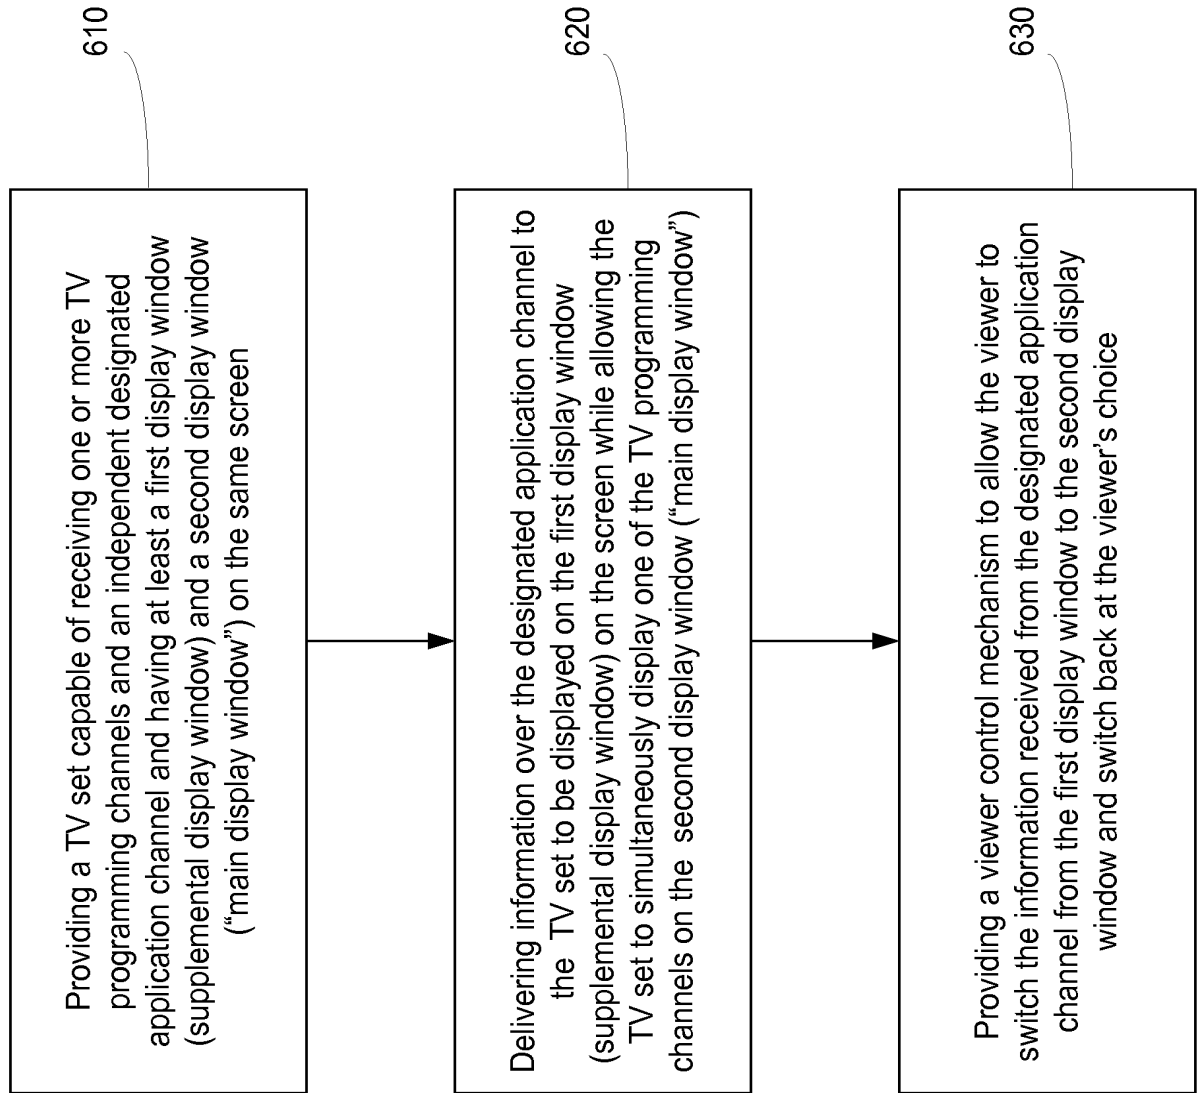 610
Providing a TV set capable of receiving one or more TV
programming channels and an independent designated
application channel and having at least a first display window
(supplemental display window) and a second display window
(“main display window”) on the same screen
620
Delivering information over the designated application channel to
the TV set to be displayed on the first display window
(supplemental display window) on the screen while allowing the
TV set to simultaneously display one of the TV programming
channels on the second display window (“main display window”)
630
Providing a viewer control mechanism to allow the viewer to
switch the information received from the designated application
channel from the first display window to the second display
window and switch back at the viewer's choice